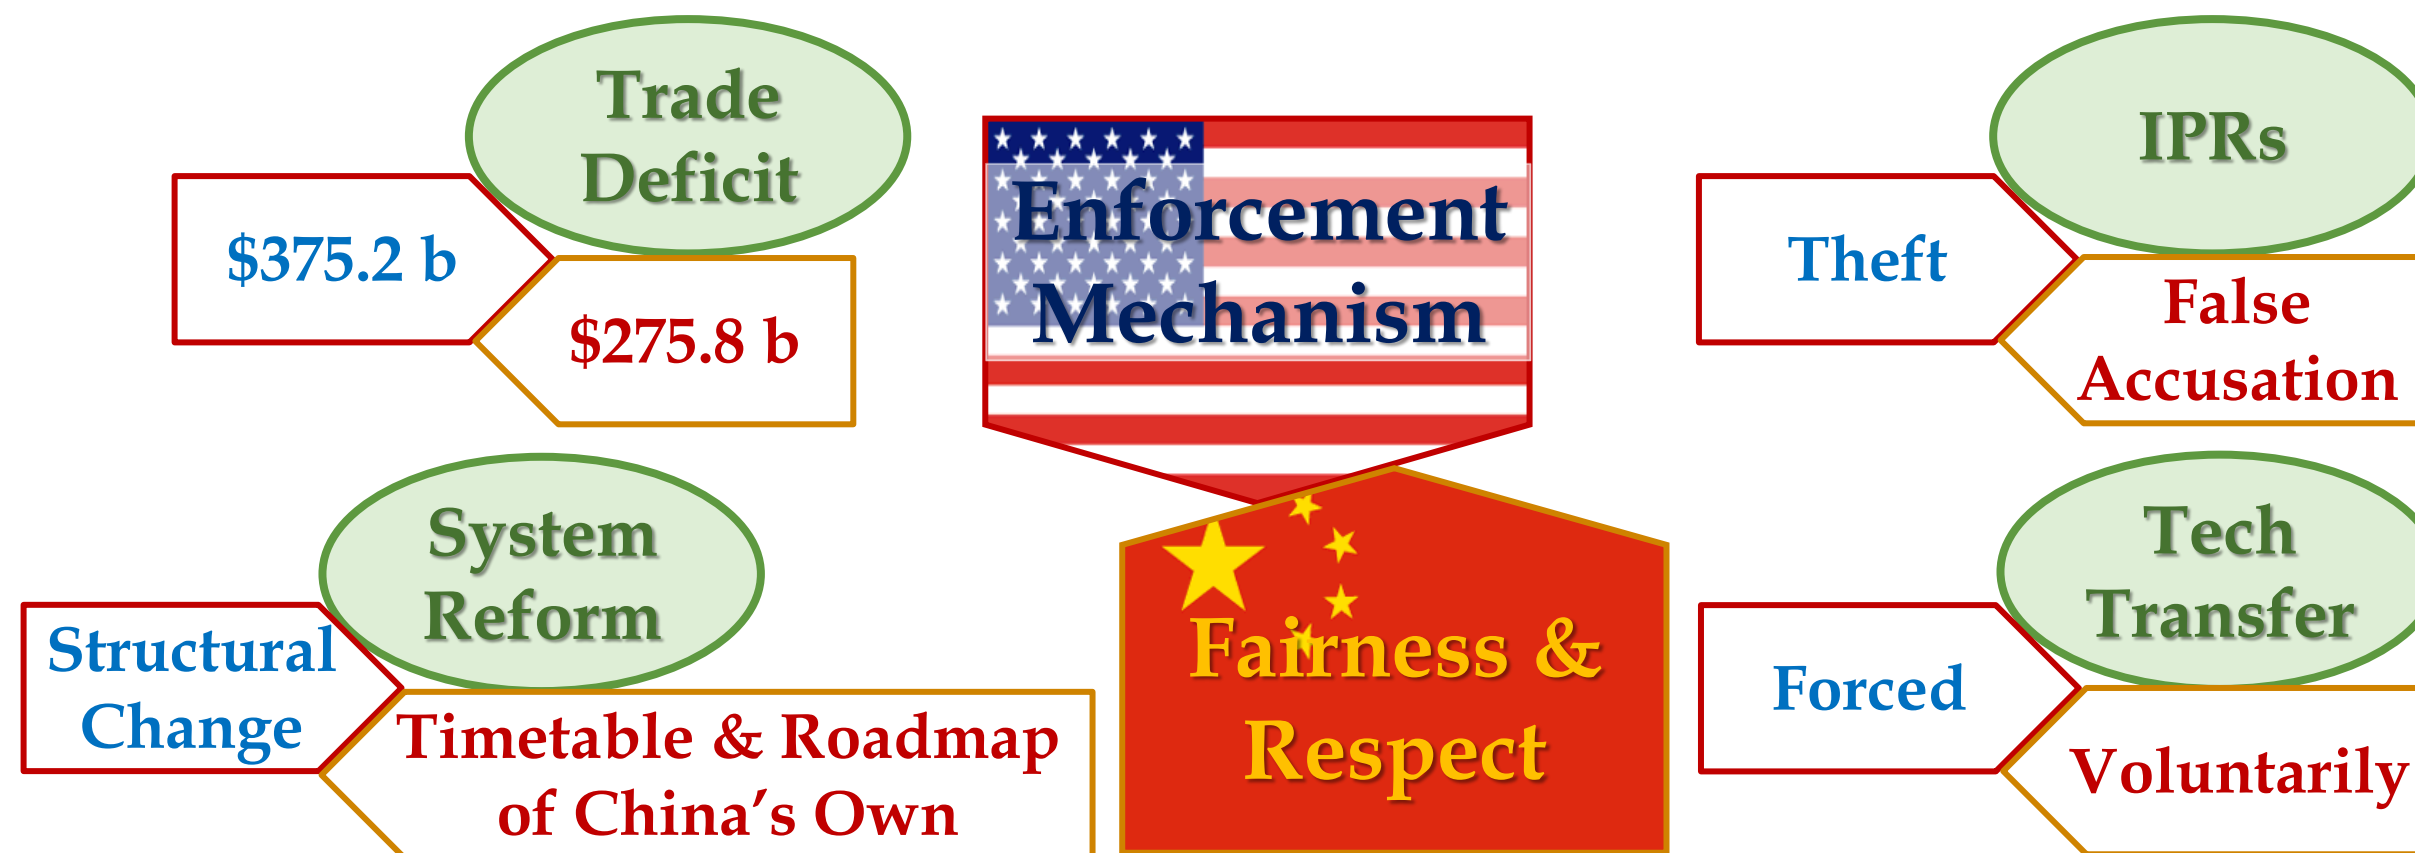 Trade
Deficit
$375.2 b
$275.8 b
Enforcement
Mechanism
IPRs
Theft
False
Accusation
System
Reform
Structural
Change
Timetable & Roadmap
of China’s Own
Fairness &
Respect
Tech
Transfer
Forced
Voluntarily